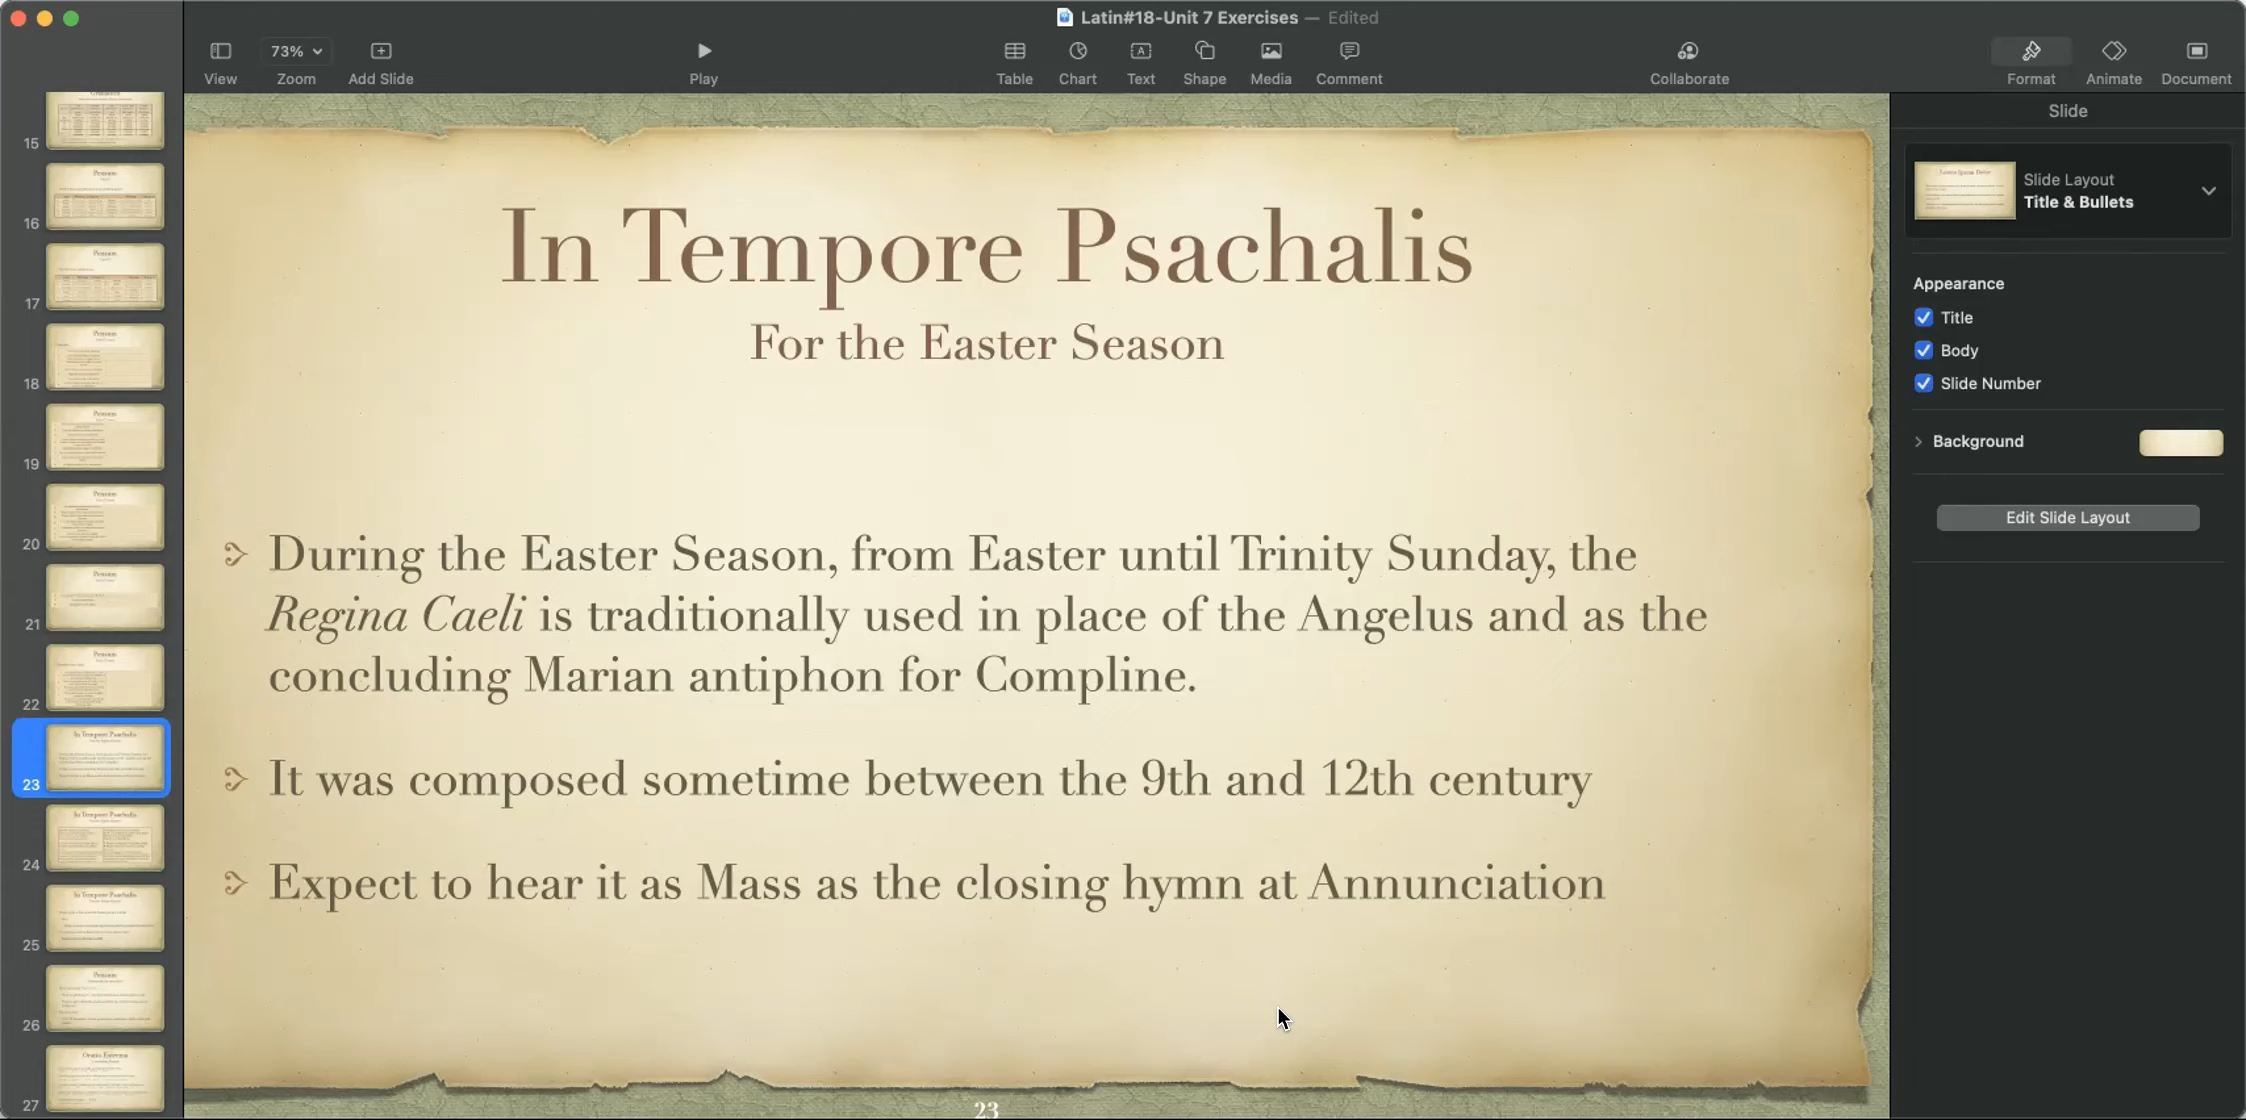 Latin#18-Unit 7 Exercises — Edited
73%
View Zoom Add Slide Play Table Chart Text Shape Media Comment Collaborate Format Animate Document
15
16
17
18
19
20
21
22
23
24
25
26
27
In Tempore Psachalis
For the Easter Season
During the Easter Season, from Easter until Trinity Sunday, the
Regina Caeli is traditionally used in place of the Angelus and as the
concluding Marian antiphon for Compline.
It was composed sometime between the 9th and 12th century
Expect to hear it as Mass as the closing hymn at Annunciation
23
Slide
Slide Layout
Title & Bullets
Appearance
Title
Body
Slide Number
Background
Edit Slide Layout